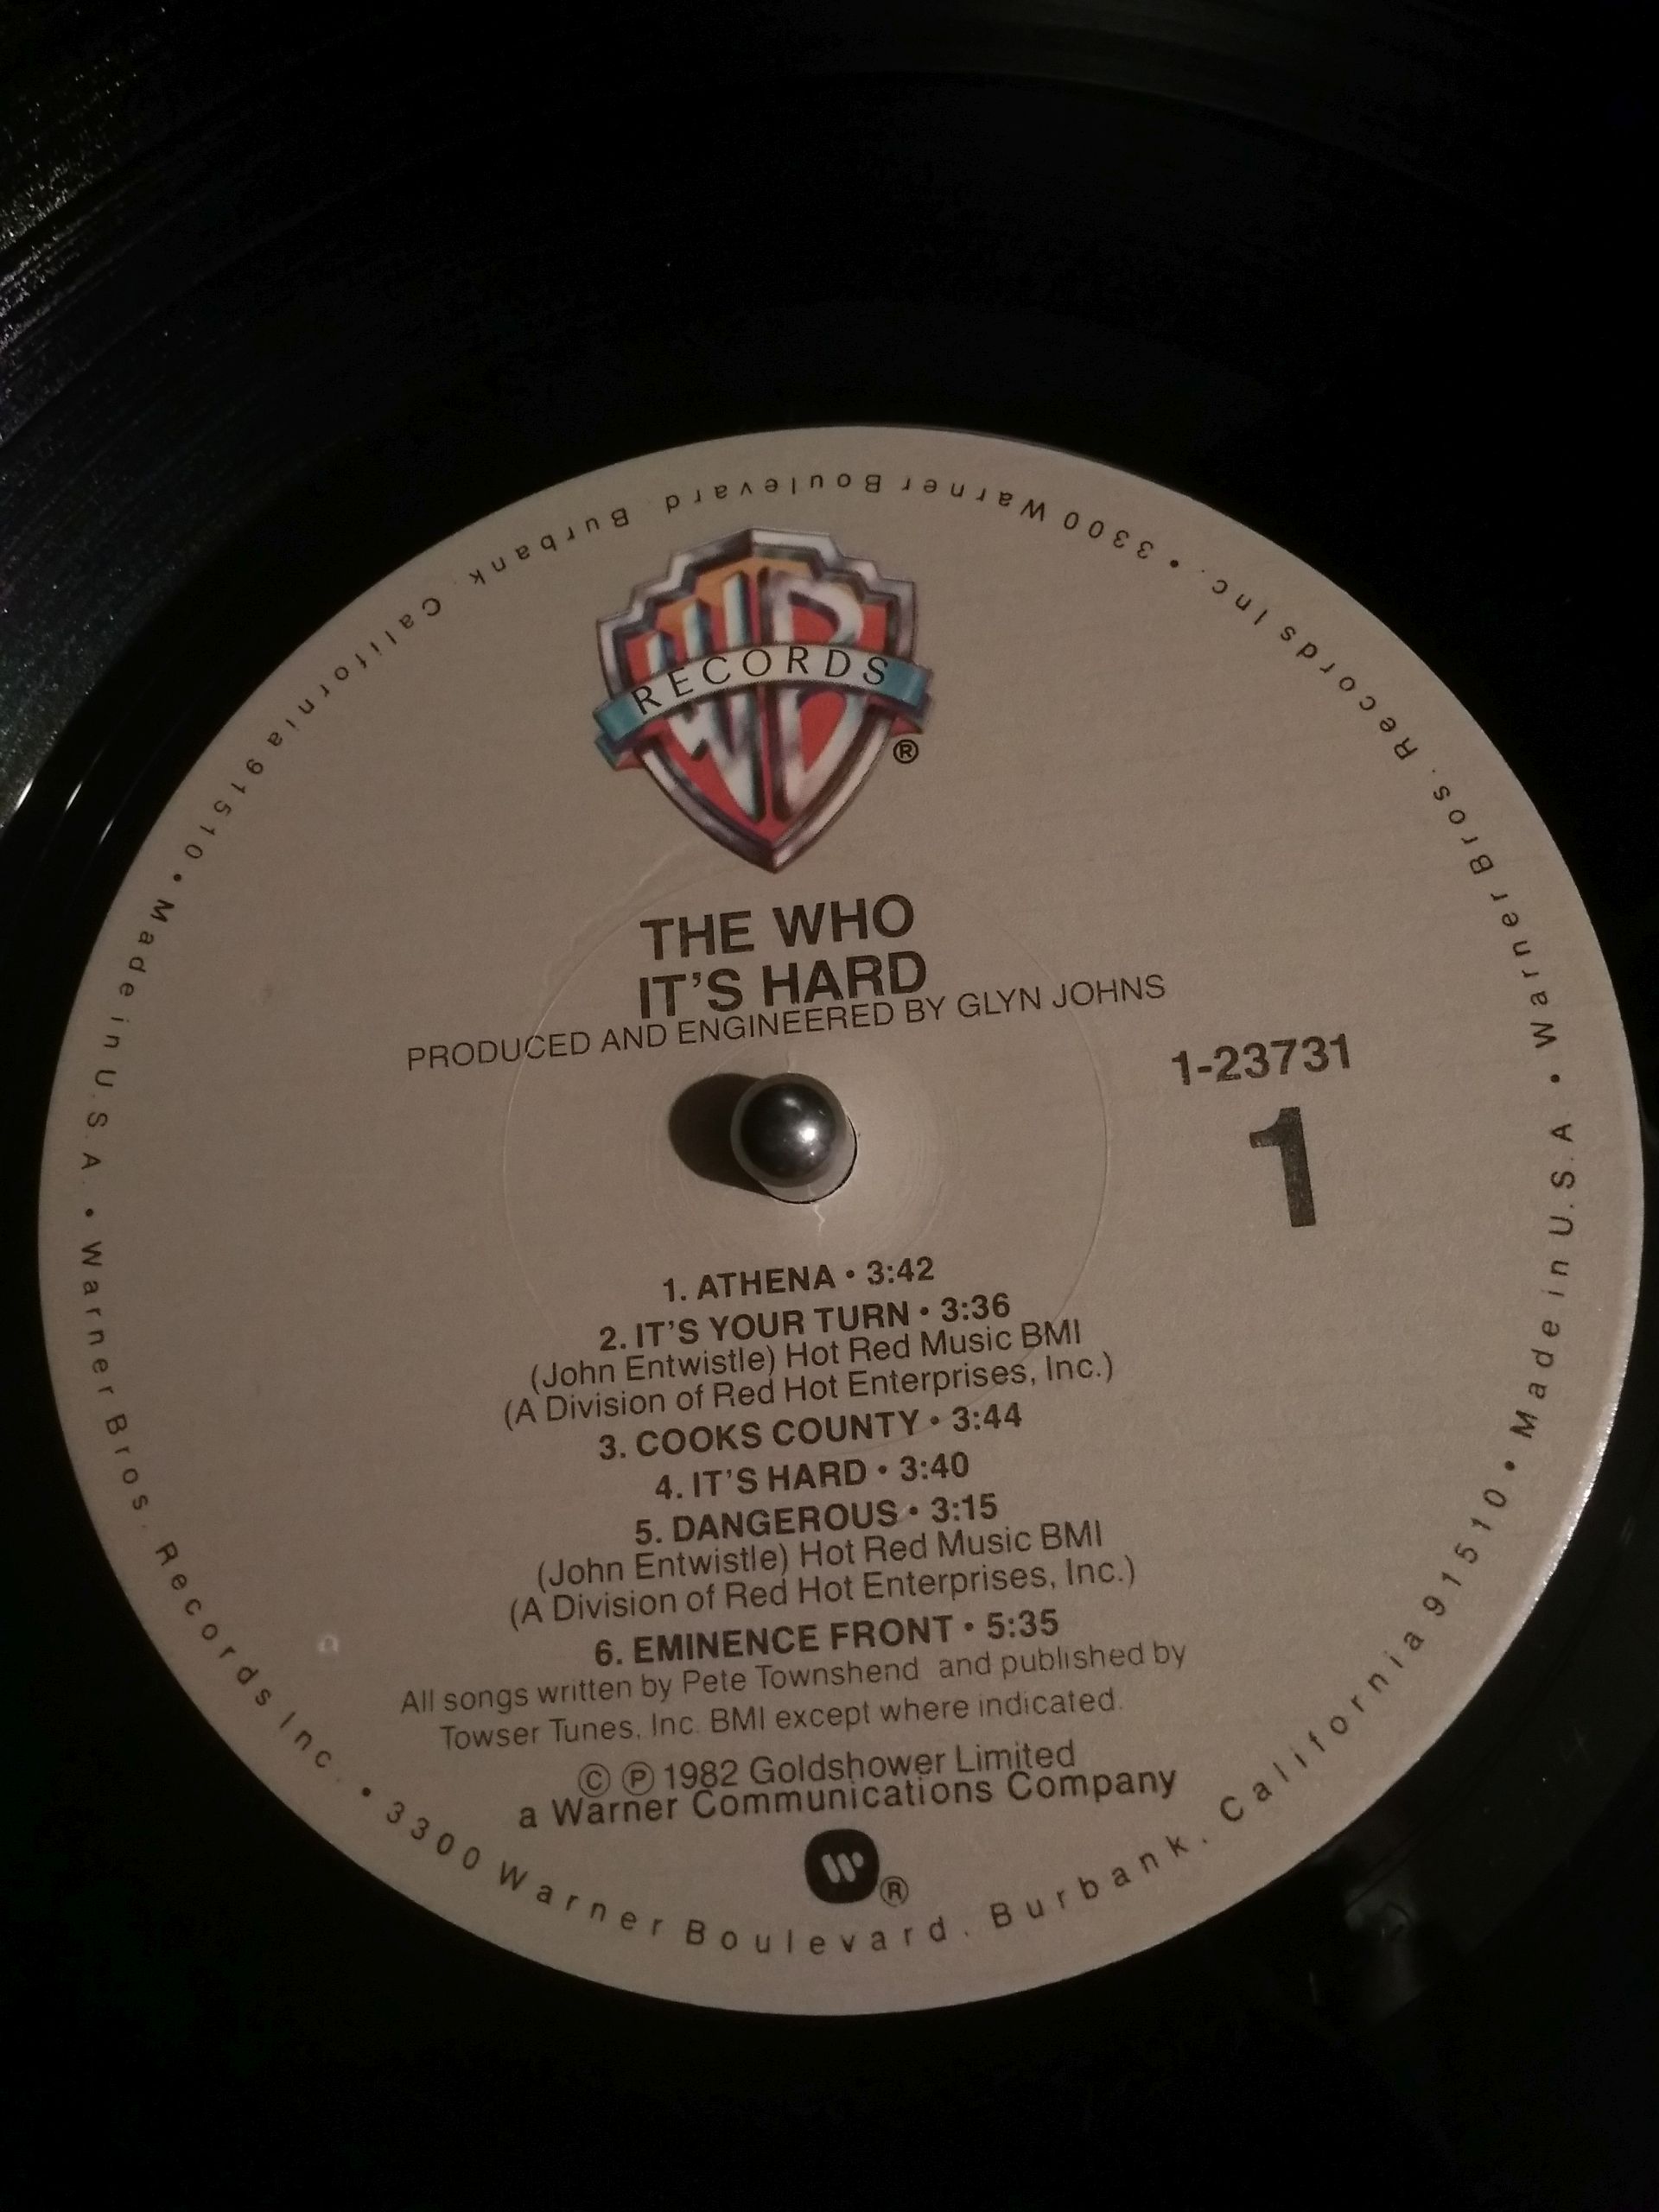 WB
RECORDS
®
THE WHO
IT'S HARD
PRODUCED AND ENGINEERED BY GLYN JOHNS
1-23731
1
1. ATHENA • 3:42
2. IT'S YOUR TURN • 3:36
(John Entwistle) Hot Red Music BMI
(A Division of Red Hot Enterprises, Inc.)
3. COOKS COUNTY • 3:44
4. IT'S HARD • 3:40
5. DANGEROUS • 3:15
(John Entwistle) Hot Red Music BMI
(A Division of Red Hot Enterprises, Inc.)
6. EMINENCE FRONT • 5:35
All songs written by Pete Townshend and published by
Towser Tunes, Inc. BMI except where indicated.
© ℗ 1982 Goldshower Limited
a Warner Communications Company
W ®
Warner Bros. Records Inc. • 3300 Warner Boulevard. Burbank. California 91510 • Made in U.S.A. •
Warner Bros. Records Inc. • 3300 Warner Boulevard. Burbank. California 91510 • Made in U.S.A •